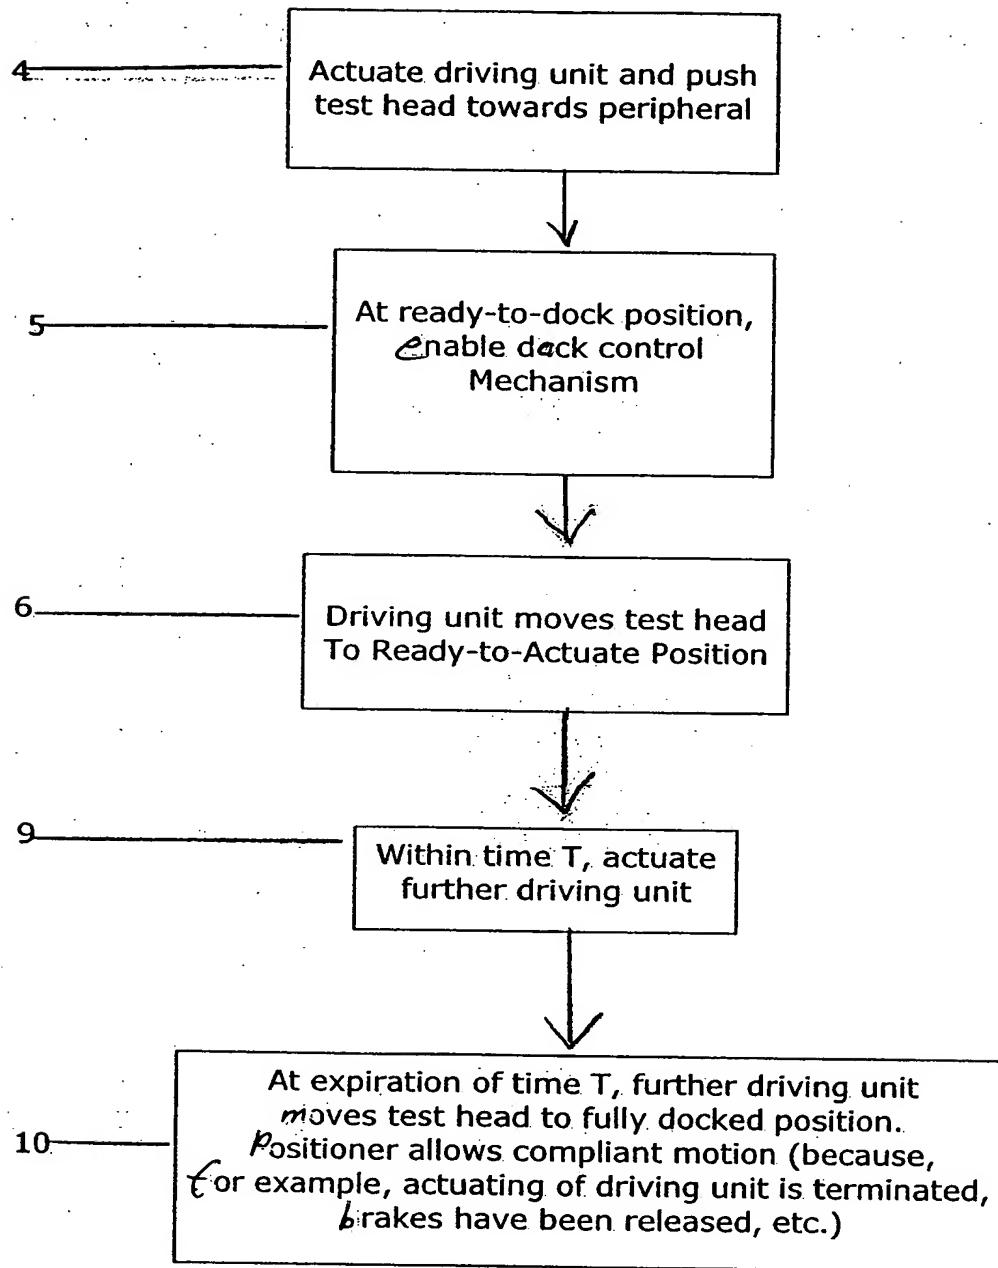 4
Actuate driving unit and push
test head towards peripheral
5
At ready-to-dock position,
enable dock control
Mechanism
6
Driving unit moves test head
To Ready-to-Actuate Position
9
Within time T, actuate
further driving unit
10
At expiration of time T, further driving unit
moves test head to fully docked position.
Positioner allows compliant motion (because,
for example, actuating of driving unit is terminated,
brakes have been released, etc.)